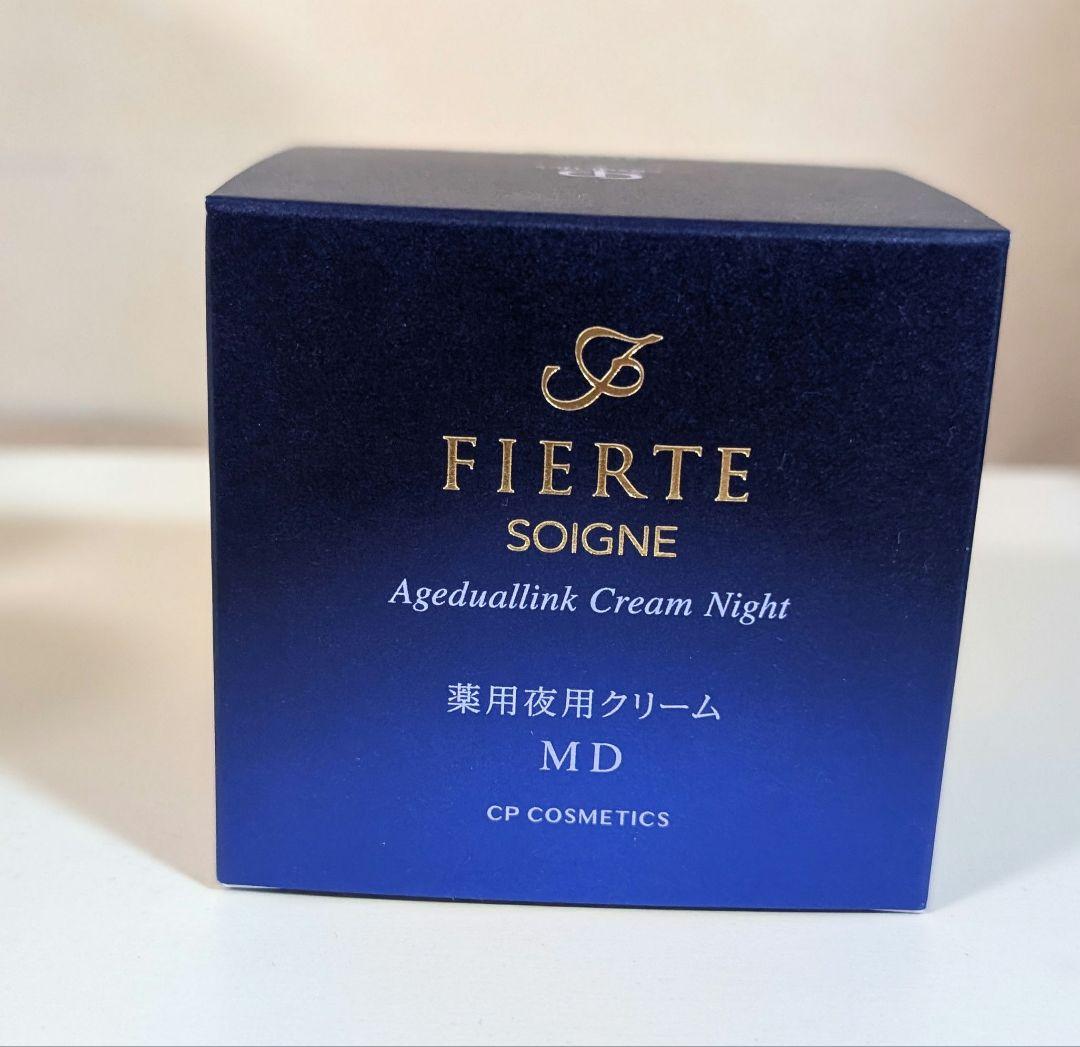 FIERTE
SOIGNE
Ageduallink Cream Night
薬用夜用クリーム
MD
CP COSMETICS